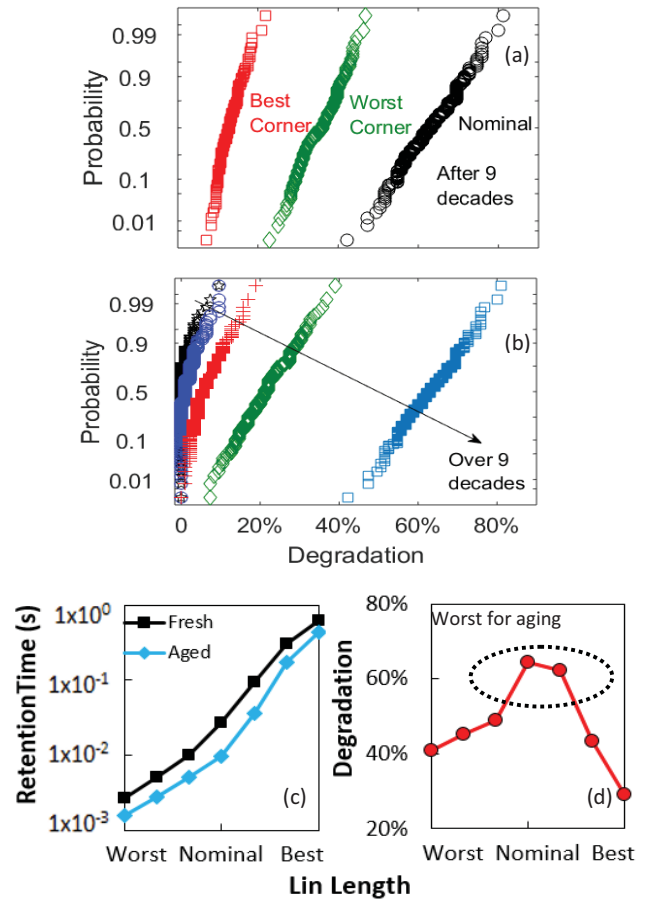 (a)
0.99
0.9
0.5
0.1
0.01
Probability
Best
Corner
Worst
Corner
Nominal
After 9
decades
(b)
0.99
0.9
0.5
0.1
0.01
Probability
Over 9
decades
0
20%
40%
60%
80%
Degradation
1x10⁰
1x10⁻¹
1x10⁻²
1x10⁻³
RetentionTime (s)
Fresh
Aged
(c)
Worst
Nominal
Best
80%
60%
40%
20%
Degradation
Worst for aging
(d)
Worst
Nominal
Best
Lin Length